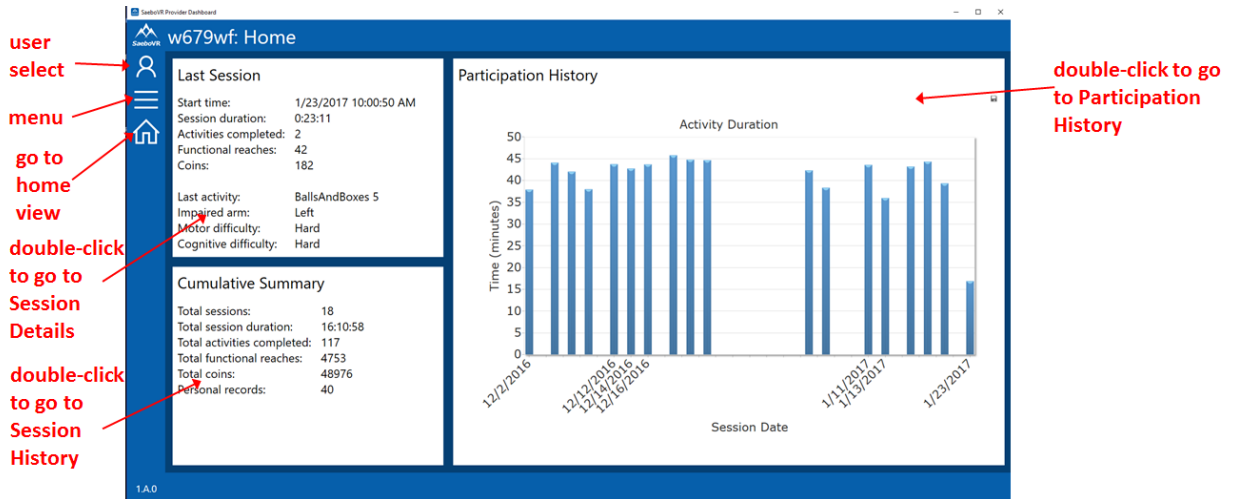 SaeboVR Provider Dashboard
SaeboVR
w679wf: Home
user
select
menu
go to
home
view
double-click
to go to
Session
Details
double-click
to go to
Session
History
Last Session
Start time: 1/23/2017 10:00:50 AM
Session duration: 0:23:11
Activities completed: 2
Functional reaches: 42
Coins: 182
Last activity: BallsAndBoxes 5
Impaired arm: Left
Motor difficulty: Hard
Cognitive difficulty: Hard
Cumulative Summary
Total sessions: 18
Total session duration: 16:10:58
Total activities completed: 117
Total functional reaches: 4753
Total coins: 48976
Personal records: 40
Participation History
Activity Duration
Time (minutes)
50
45
40
35
30
25
20
15
10
5
0
12/2/2016
12/12/2016
12/14/2016
12/16/2016
1/11/2017
1/13/2017
1/23/2017
Session Date
double-click to go
to Participation
History
1.A.0